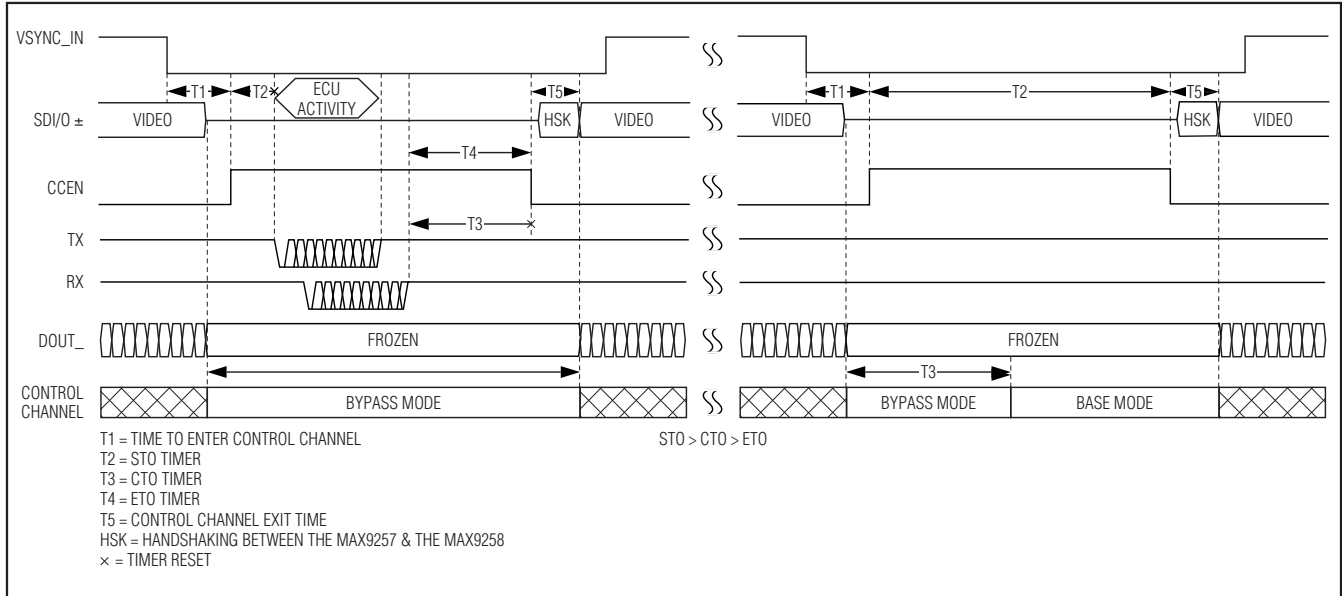 VSYNC_IN
T1 T2 × ECU ACTIVITY T5 T1 T2 T5
SDI/O ± VIDEO HSK VIDEO VIDEO HSK VIDEO
T4
CCEN
T3 ×
TX
RX
DOUT_ FROZEN FROZEN
T3
CONTROL CHANNEL BYPASS MODE BYPASS MODE BASE MODE
T1 = TIME TO ENTER CONTROL CHANNEL STO > CTO > ETO
T2 = STO TIMER
T3 = CTO TIMER
T4 = ETO TIMER
T5 = CONTROL CHANNEL EXIT TIME
HSK = HANDSHAKING BETWEEN THE MAX9257 & THE MAX9258
× = TIMER RESET